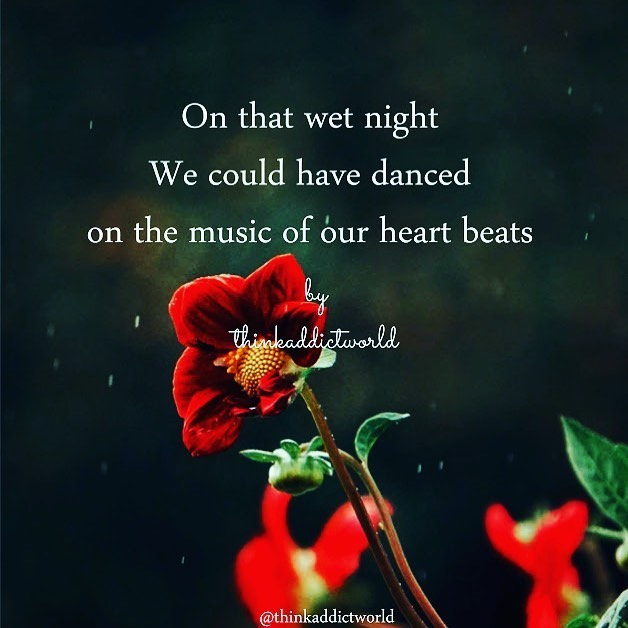 On that wet night
We could have danced
on the music of our heart beats
by
thinkaddictworld
@thinkaddictworld